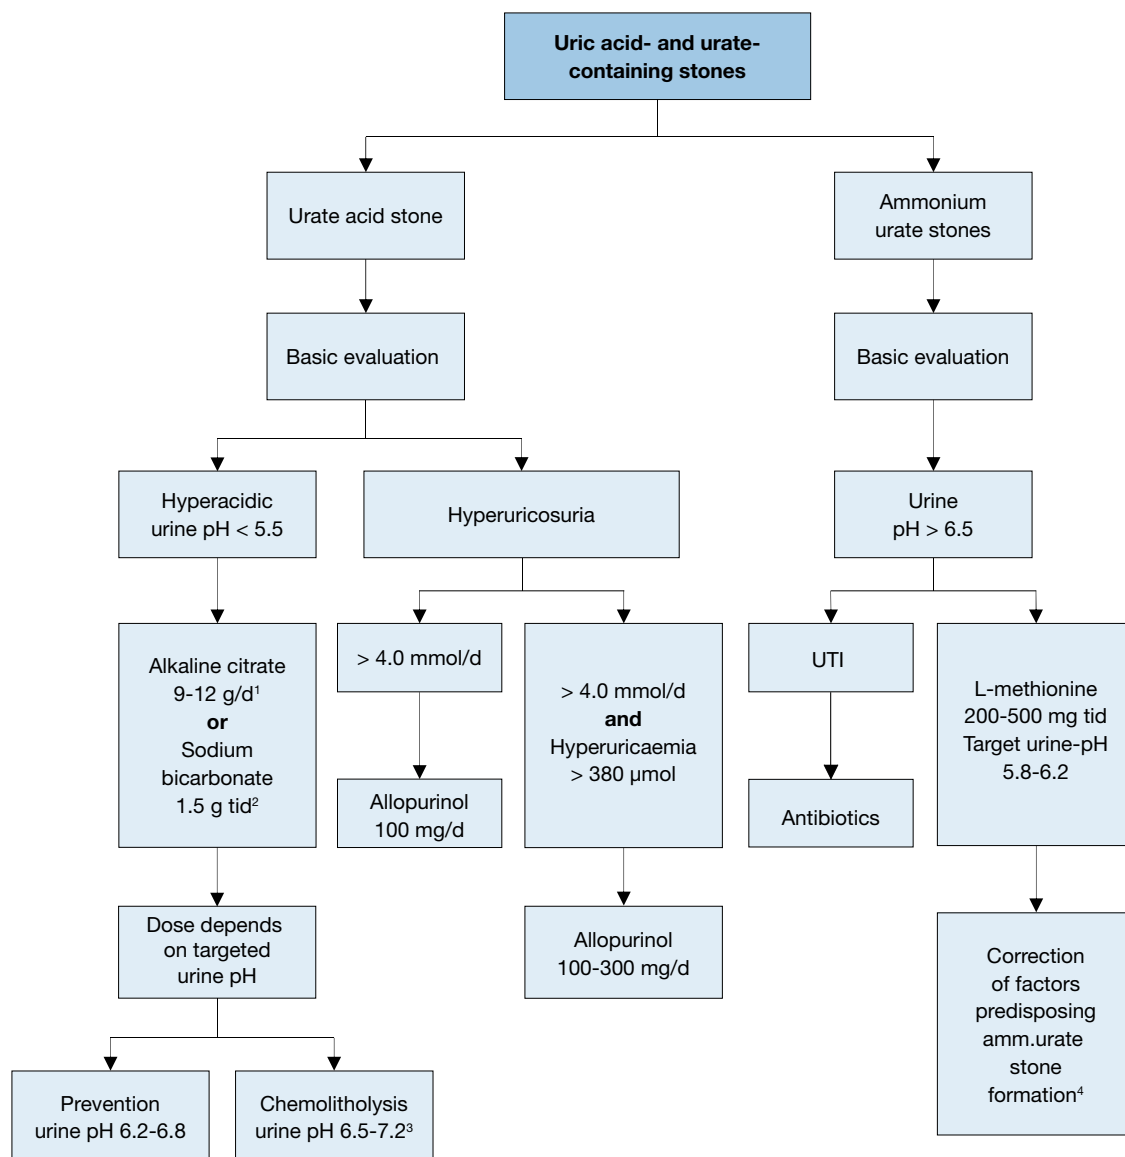 Uric acid- and urate-
containing stones
Urate acid stone
Ammonium
urate stones
Basic evaluation
Basic evaluation
Hyperacidic
urine pH < 5.5
Hyperuricosuria
Urine
pH > 6.5
Alkaline citrate
9-12 g/d¹
or
Sodium
bicarbonate
1.5 g tid²
> 4.0 mmol/d
> 4.0 mmol/d
and
Hyperuricaemia
> 380 µmol
UTI
L-methionine
200-500 mg tid
Target urine-pH
5.8-6.2
Allopurinol
100 mg/d
Antibiotics
Dose depends
on targeted
urine pH
Allopurinol
100-300 mg/d
Correction
of factors
predisposing
amm.urate
stone
formation⁴
Prevention
urine pH 6.2-6.8
Chemolitholysis
urine pH 6.5-7.2³